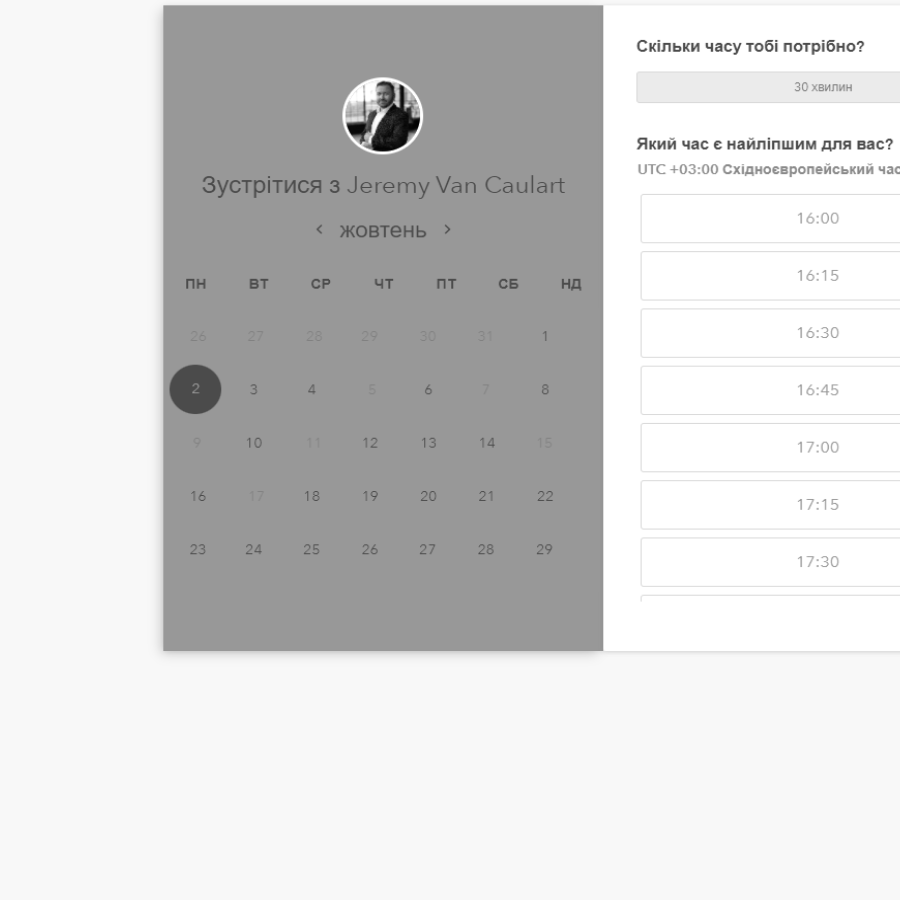 Зустрітися з Jeremy Van Caulart
жовтень
ПН ВТ СР ЧТ ПТ СБ НД
26 27 28 29 30 31 1
2 3 4 5 6 7 8
9 10 11 12 13 14 15
16 17 18 19 20 21 22
23 24 25 26 27 28 29
Скільки часу тобі потрібно?
30 хвилин
Який час є найліпшим для вас?
UTC +03:00 Східноєвропейський час
16:00
16:15
16:30
16:45
17:00
17:15
17:30